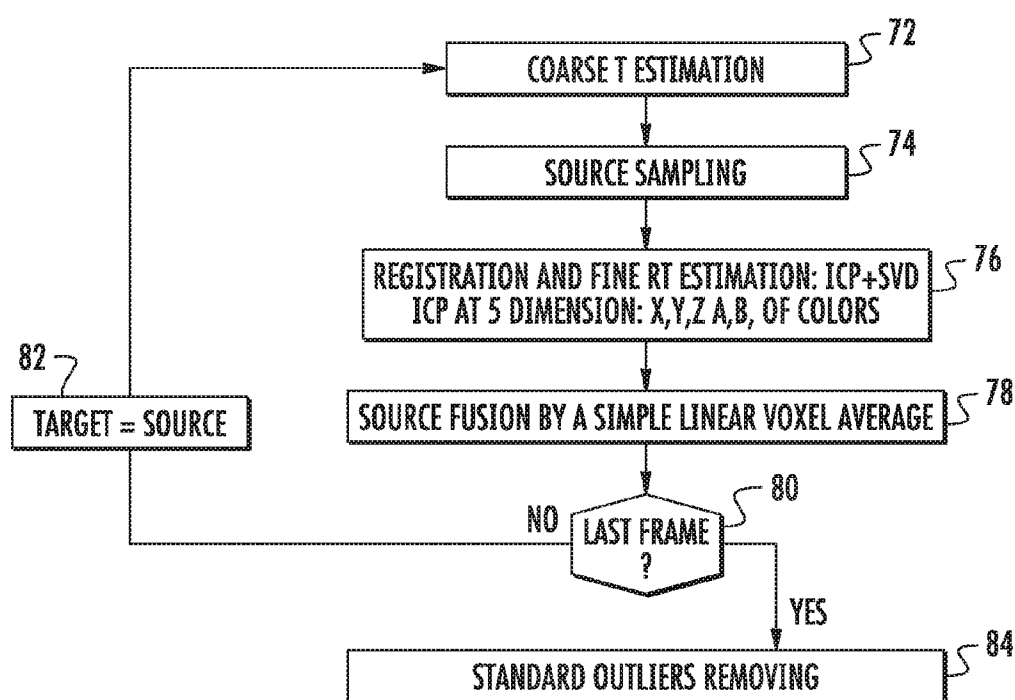 COARSE T ESTIMATION
72
SOURCE SAMPLING
74
REGISTRATION AND FINE RT ESTIMATION: ICP+SVD
ICP AT 5 DIMENSION: X,Y,Z A,B, OF COLORS
76
82
TARGET = SOURCE
SOURCE FUSION BY A SIMPLE LINEAR VOXEL AVERAGE
78
NO
LAST FRAME
?
80
YES
STANDARD OUTLIERS REMOVING
84